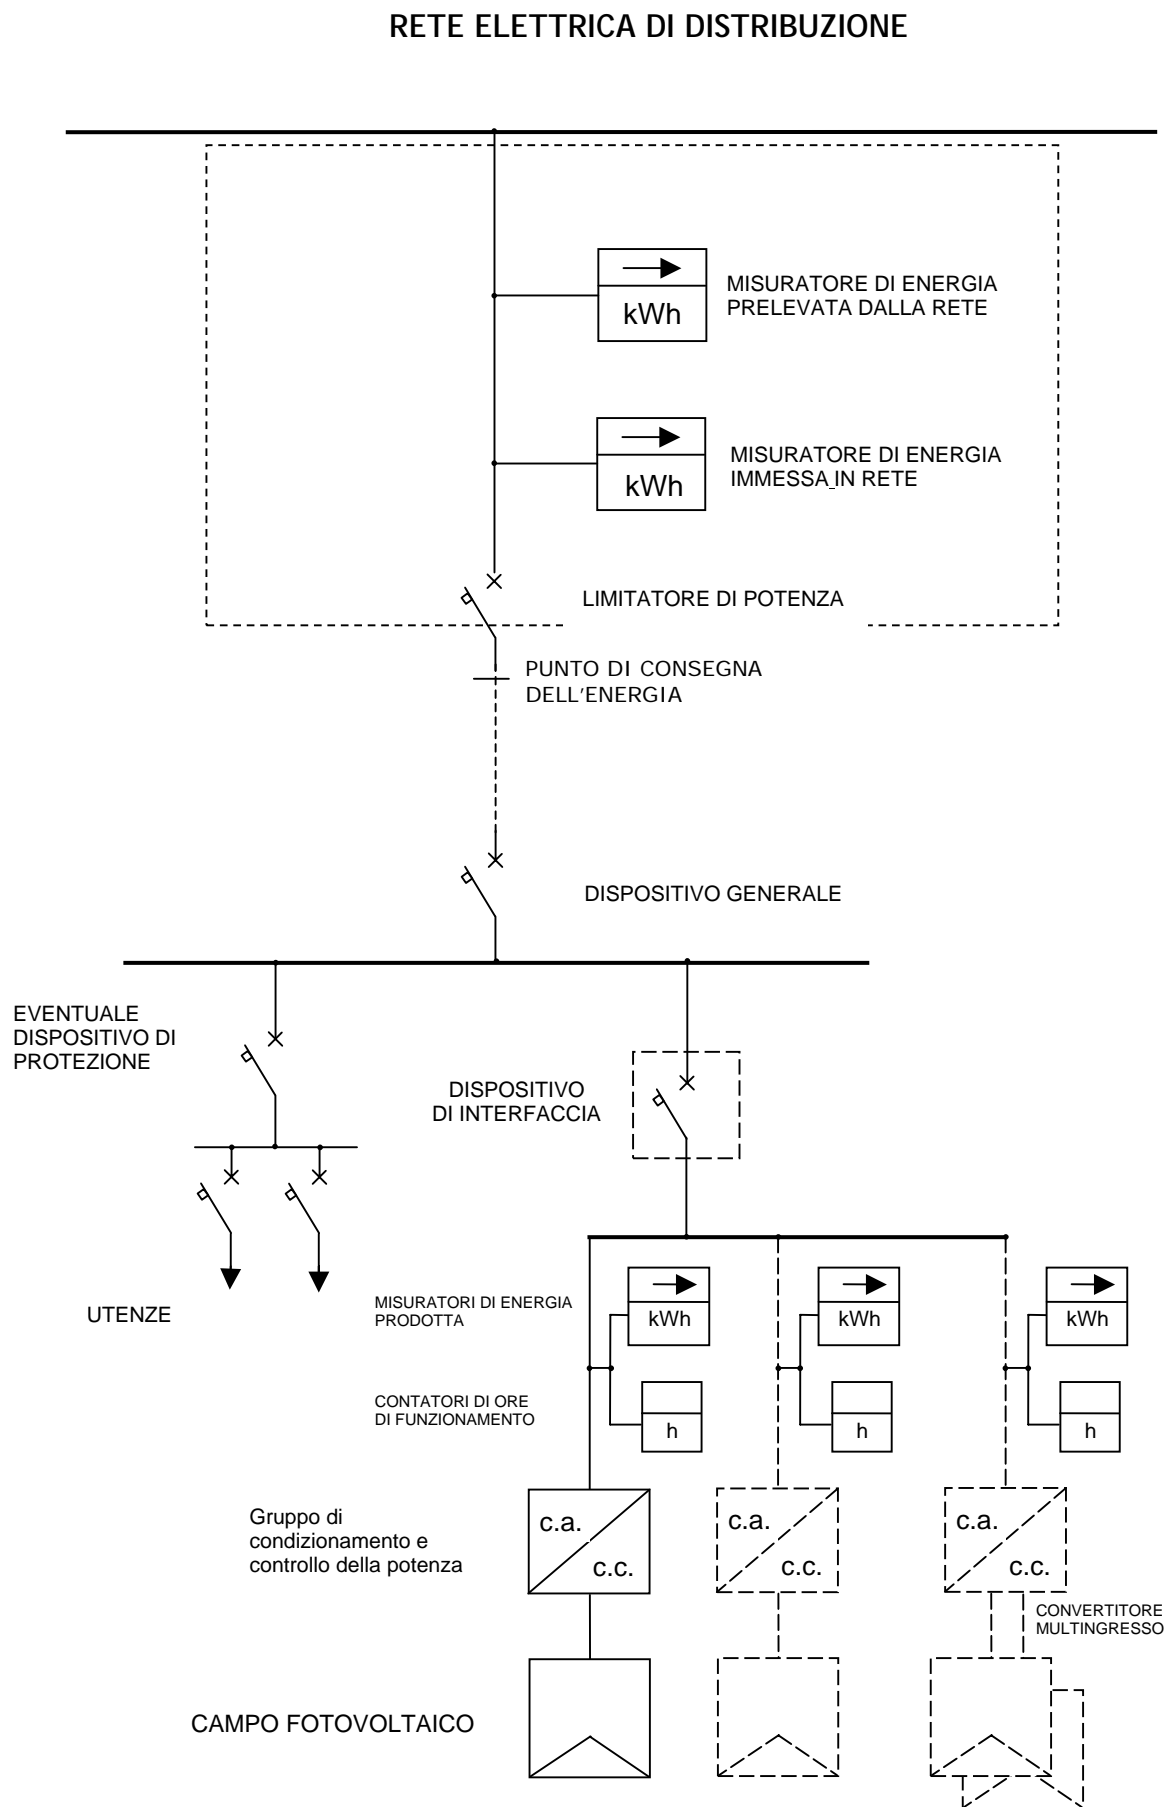 RETE ELETTRICA DI DISTRIBUZIONE
kWh
MISURATORE DI ENERGIA
PRELEVATA DALLA RETE
kWh
MISURATORE DI ENERGIA
IMMESSA IN RETE
LIMITATORE DI POTENZA
PUNTO DI CONSEGNA
DELL'ENERGIA
DISPOSITIVO GENERALE
EVENTUALE
DISPOSITIVO DI
PROTEZIONE
DISPOSITIVO
DI INTERFACCIA
UTENZE
MISURATORI DI ENERGIA
PRODOTTA
kWh
kWh
kWh
CONTATORI DI ORE
DI FUNZIONAMENTO
h
h
h
Gruppo di
condizionamento e
controllo della potenza
c.a.
c.c.
c.a.
c.c.
c.a.
c.c.
CONVERTITORE
MULTINGRESSO
CAMPO FOTOVOLTAICO